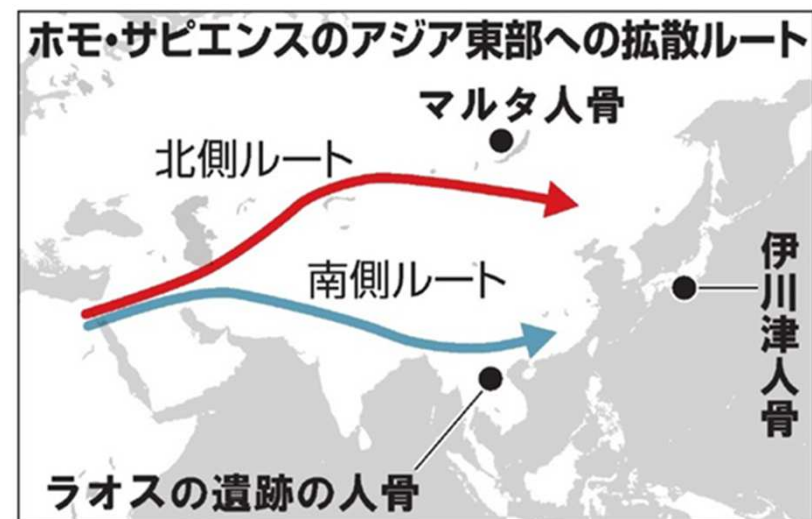 ホモ・サピエンスのアジア東部への拡散ルート
マルタ人骨
北側ルート
南側ルート
伊川津人骨
ラオスの遺跡の人骨